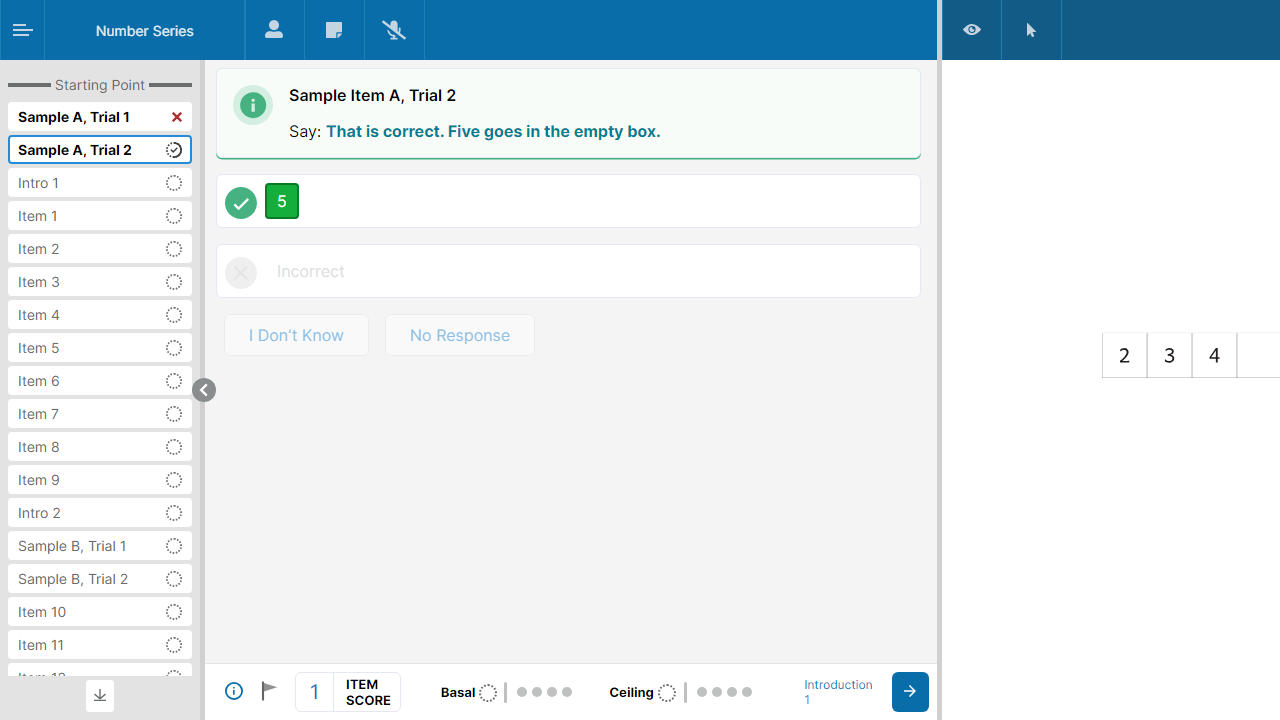 Number Series
Starting Point
Sample A, Trial 1
Sample A, Trial 2
Intro 1
Item 1
Item 2
Item 3
Item 4
Item 5
Item 6
Item 7
Item 8
Item 9
Intro 2
Sample B, Trial 1
Sample B, Trial 2
Item 10
Item 11
Sample Item A, Trial 2
Say: That is correct. Five goes in the empty box.
5
Incorrect
I Don't Know
No Response
1
ITEM
SCORE
Basal
Ceiling
Introduction
1
2 3 4